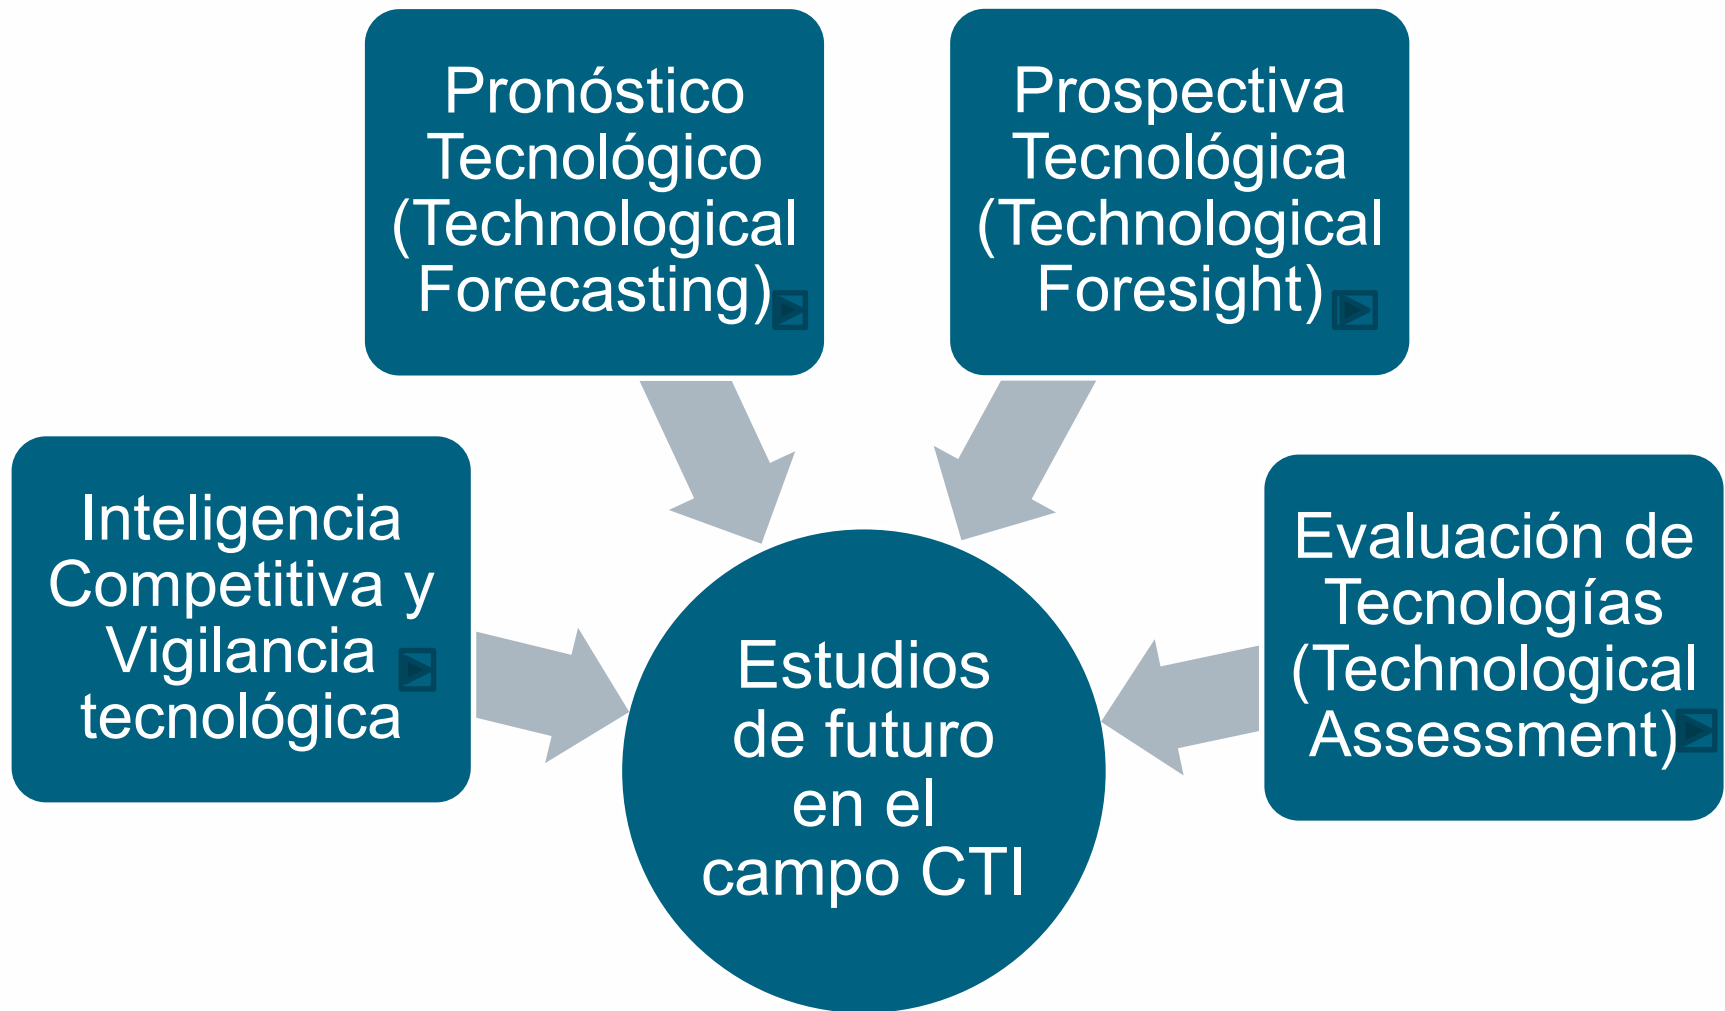 Pronóstico
Tecnológico
(Technological
Forecasting)
Prospectiva
Tecnológica
(Technological
Foresight)
Inteligencia
Competitiva y
Vigilancia
tecnológica
Evaluación de
Tecnologías
(Technological
Assessment)
Estudios
de futuro
en el
campo CTI